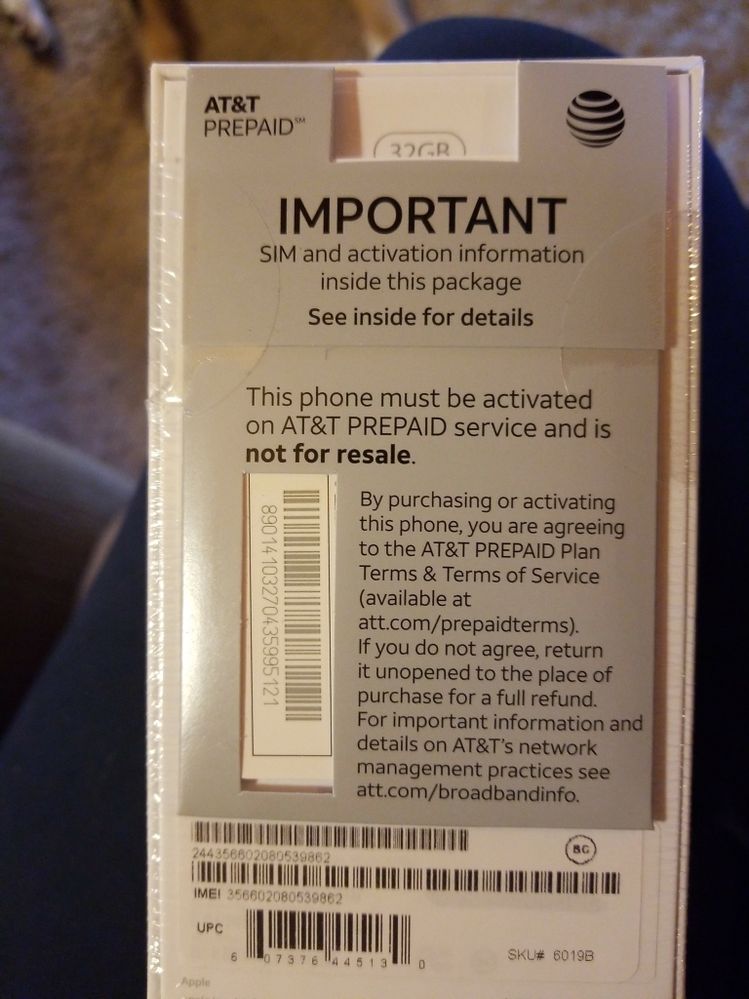 AT&T
PREPAID℠
32GB
IMPORTANT
SIM and activation information
inside this package
See inside for details
This phone must be activated
on AT&T PREPAID service and is
not for resale.
89014103270435995121
By purchasing or activating
this phone, you are agreeing
to the AT&T PREPAID Plan
Terms & Terms of Service
(available at
att.com/prepaidterms).
If you do not agree, return
it unopened to the place of
purchase for a full refund.
For important information and
details on AT&T's network
management practices see
att.com/broadbandinfo.
244356602080539862
BG
IMEI 356602080539862
UPC
6 07376 44513 0
SKU# 6019B
Apple